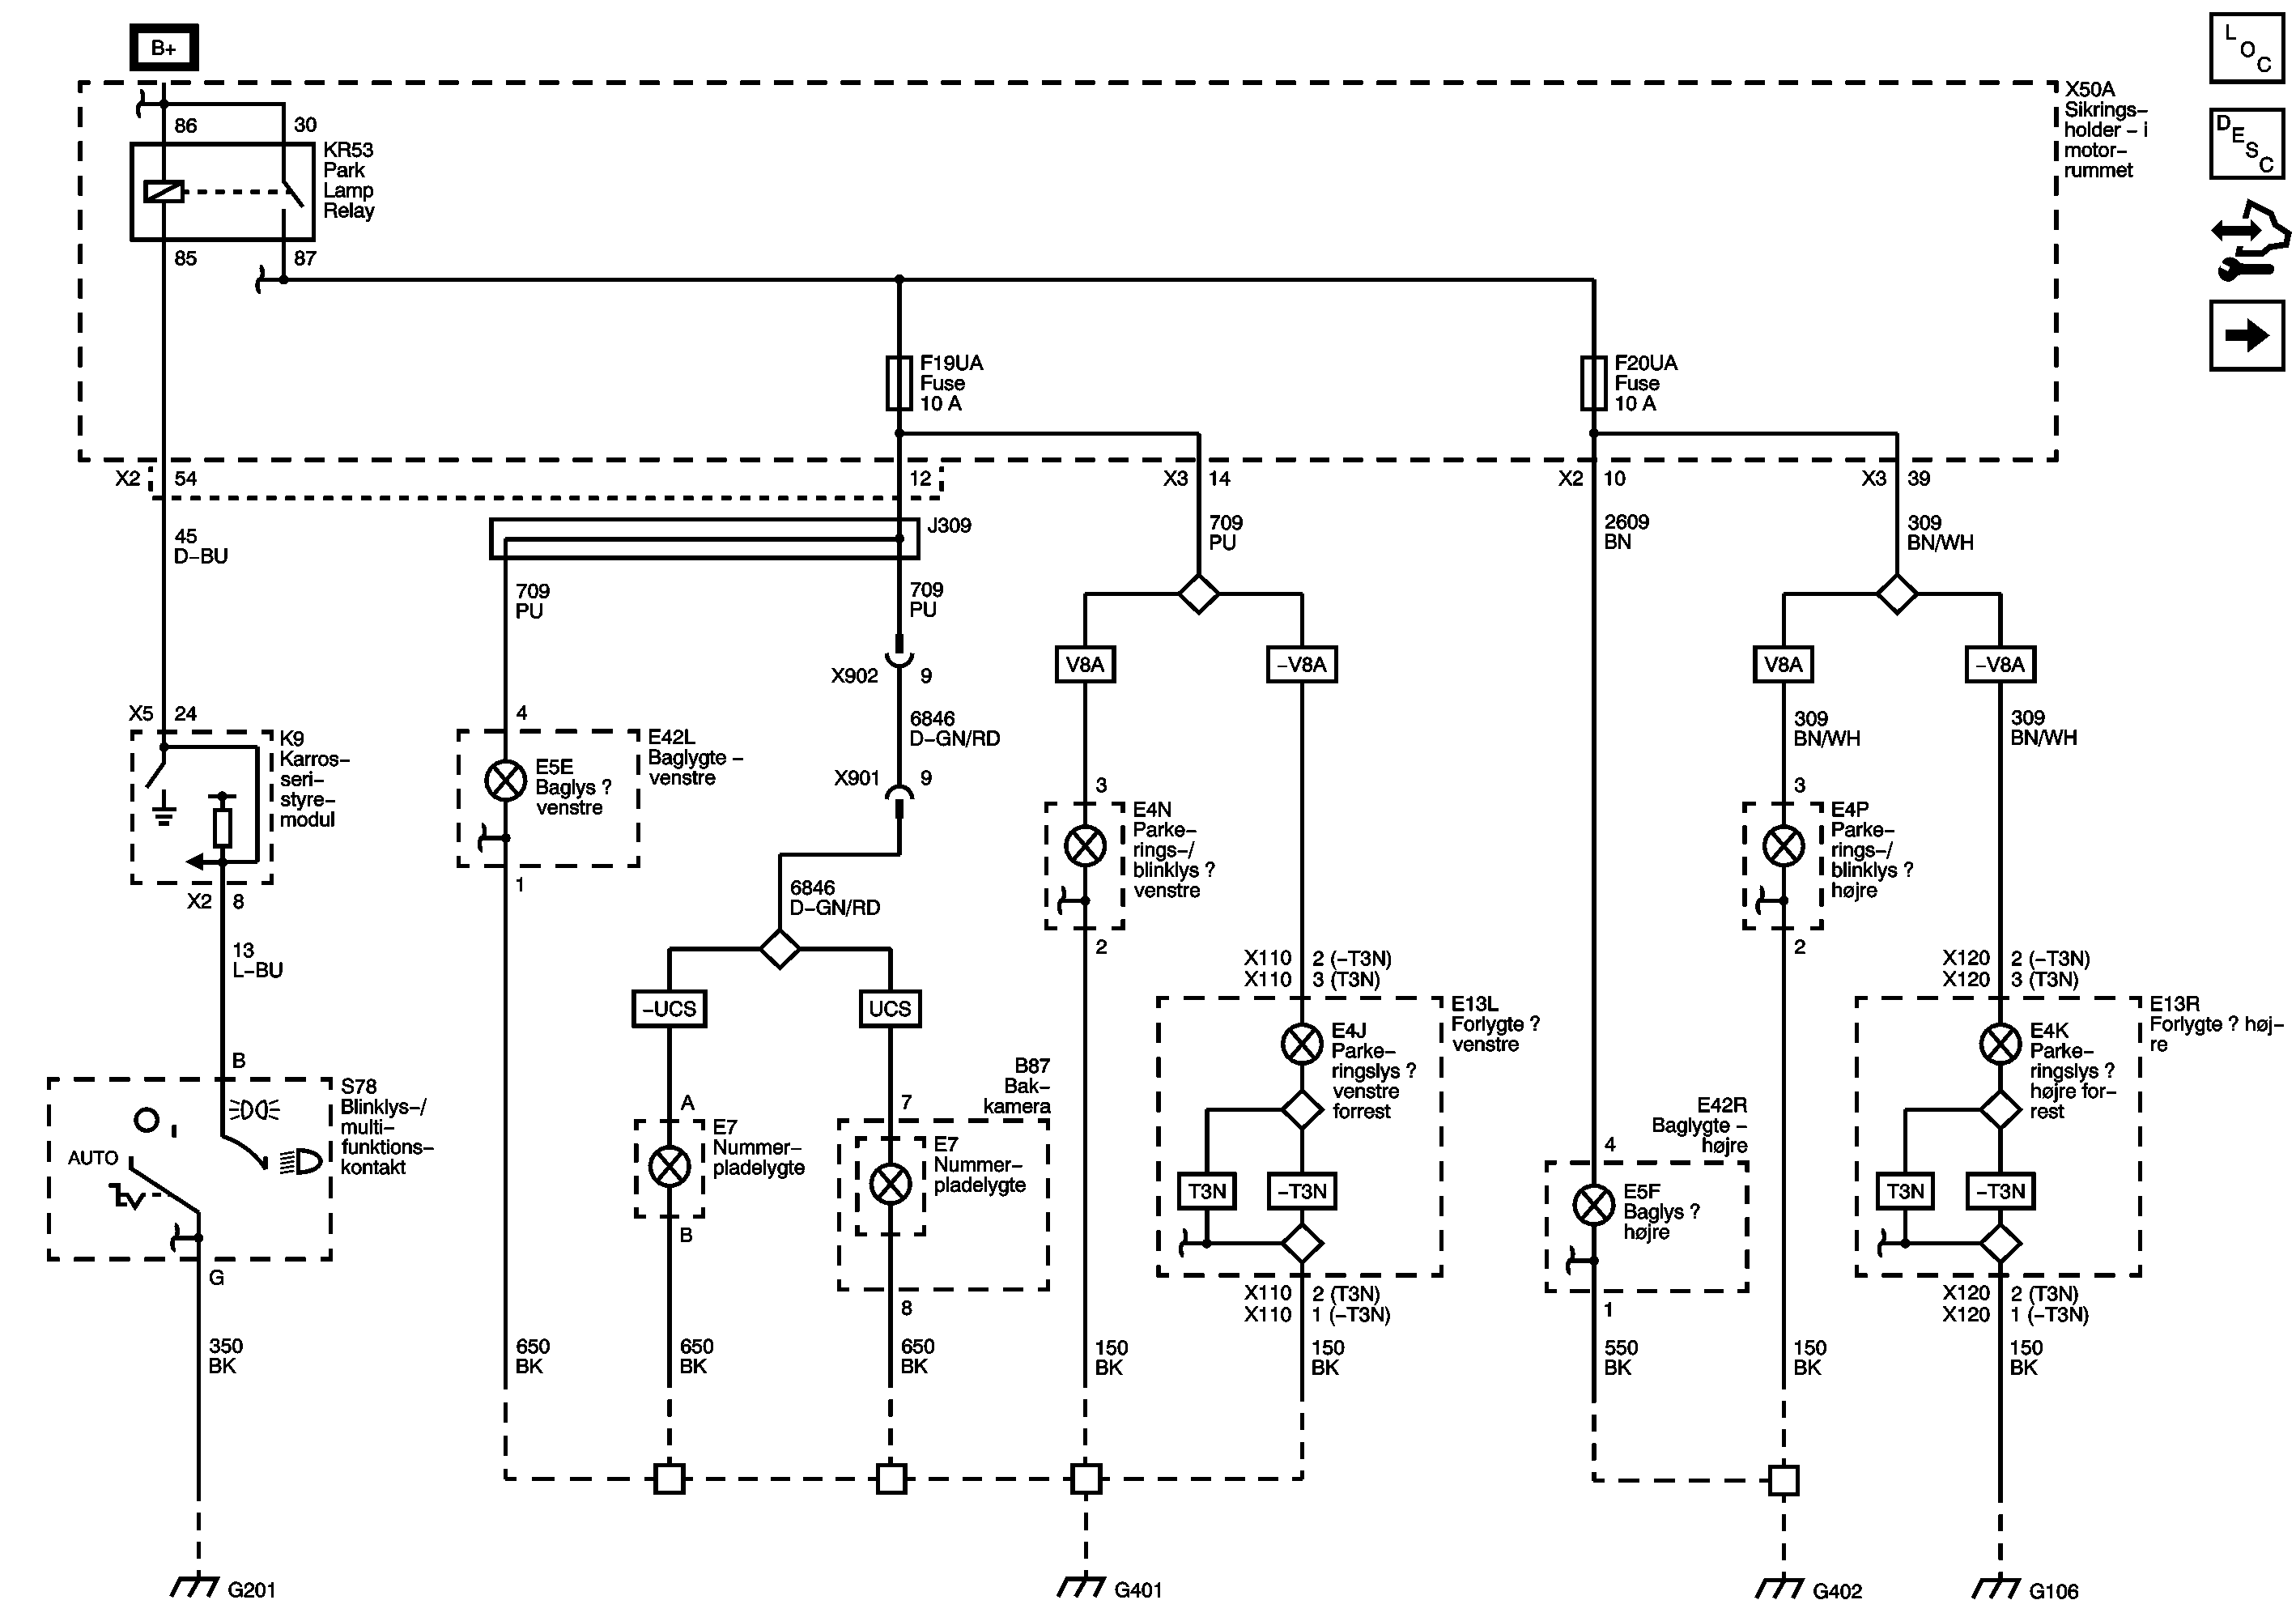 B+
L
O
C
D
E
S
C
X50A
Sikrings–
holder – i
motor–
rummet
86
30
KR53
Park
Lamp
Relay
85
87
F19UA
Fuse
10 A
F20UA
Fuse
10 A
X2
54
12
X3
14
X2
10
X3
39
45
D–BU
J309
709
PU
2609
BN
309
BN/WH
709
PU
709
PU
V8A
–V8A
V8A
–V8A
X902
9
X5
24
4
6846
D–GN/RD
309
BN/WH
309
BN/WH
K9
Karros–
seri–
styre–
modul
E42L
Baglygte –
venstre
E5E
Baglys ?
venstre
X901
9
3
E4N
Parke–
rings–/
blinklys ?
venstre
3
E4P
Parke–
rings–/
blinklys ?
højre
X2
8
1
6846
D–GN/RD
2
2
13
L–BU
X110
2 (–T3N)
X110
3 (T3N)
X120
2 (–T3N)
X120
3 (T3N)
–UCS
UCS
E13L
Forlygte ?
venstre
E4J
Parke–
ringslys ?
venstre
forrest
E13R
Forlygte ? høj–
re
E4K
Parke–
ringslys ?
højre for–
rest
B
S78
Blinklys–/
multi–
funktions–
kontakt
AUTO
B87
Bak–
kamera
A
7
E7
Nummer–
pladelygte
E7
Nummer–
pladelygte
E42R
Baglygte –
højre
4
T3N
–T3N
E5F
Baglys ?
højre
T3N
–T3N
B
G
8
X110
2 (T3N)
X110
1 (–T3N)
1
X120
2 (T3N)
X120
1 (–T3N)
350
BK
650
BK
650
BK
650
BK
150
BK
150
BK
550
BK
150
BK
150
BK
G201
G401
G402
G106